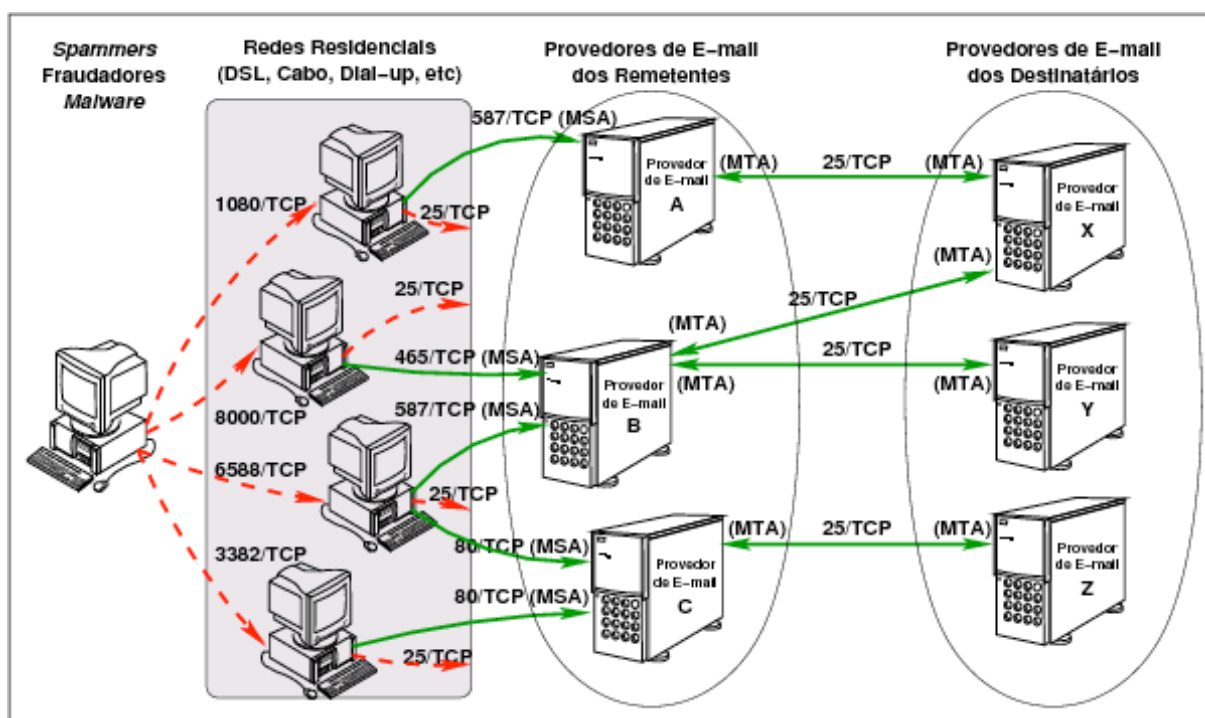 Spammers
Fraudadores
Malware
Redes Residenciais
(DSL, Cabo, Dial-up, etc)
Provedores de E-mail
dos Remetentes
Provedores de E-mail
dos Destinatários
587/TCP (MSA)
1080/TCP
25/TCP
Provedor
de E-mail
A
(MTA)
25/TCP
(MTA)
Provedor
de E-mail
X
25/TCP
465/TCP (MSA)
8000/TCP
587/TCP (MSA)
Provedor
de E-mail
B
(MTA)
25/TCP
(MTA)
25/TCP
(MTA)
(MTA)
Provedor
de E-mail
Y
6588/TCP
25/TCP
80/TCP (MSA)
3382/TCP
80/TCP (MSA)
25/TCP
Provedor
de E-mail
C
(MTA)
25/TCP
(MTA)
Provedor
de E-mail
Z